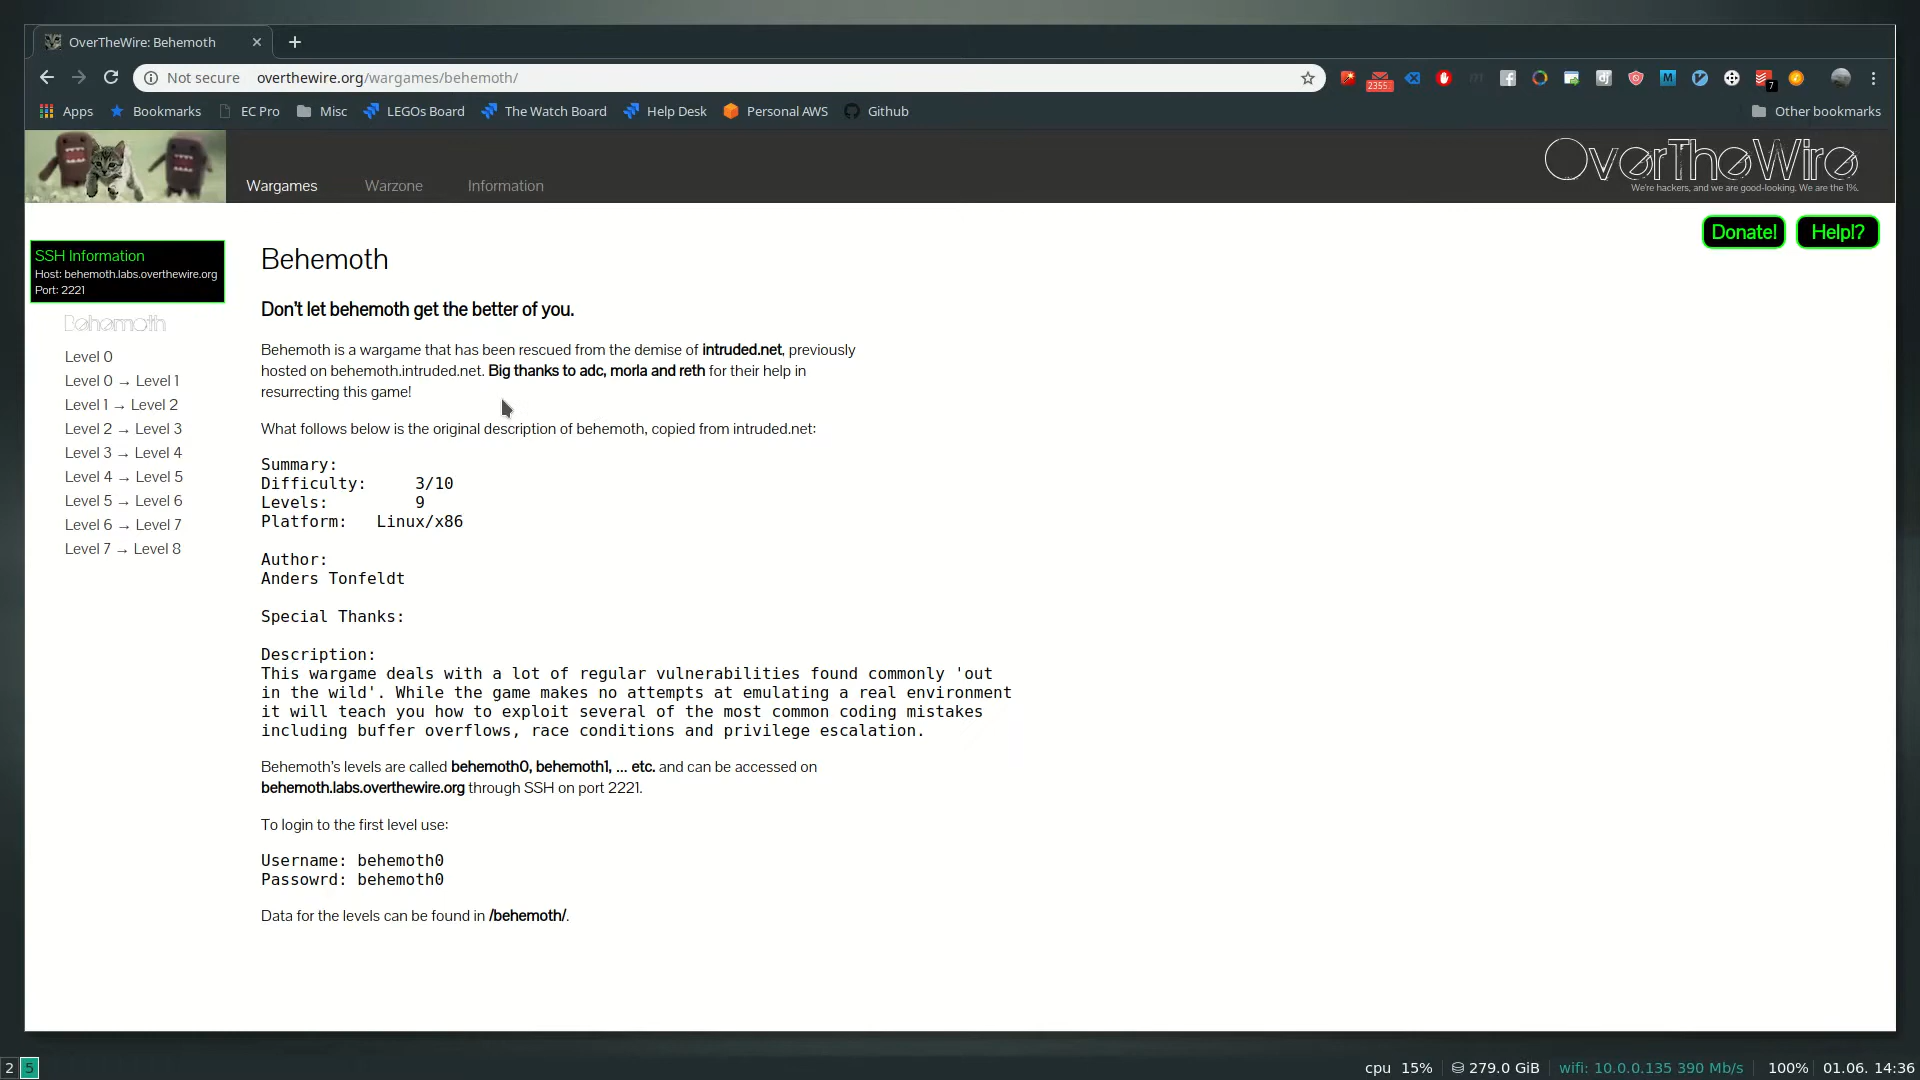 OverTheWire: Behemoth
Not secure overthewire.org/wargames/behemoth/
2355
7
Apps Bookmarks EC Pro Misc LEGOs Board The Watch Board Help Desk Personal AWS Github Other bookmarks
Wargames Warzone Information
OverTheWire
We're hackers, and we are good-looking. We are the 1%.
Donate! Help!?
SSH Information
Host: behemoth.labs.overthewire.org
Port: 2221
Behemoth
Level 0
Level 0 → Level 1
Level 1 → Level 2
Level 2 → Level 3
Level 3 → Level 4
Level 4 → Level 5
Level 5 → Level 6
Level 6 → Level 7
Level 7 → Level 8
Behemoth
Don't let behemoth get the better of you.
Behemoth is a wargame that has been rescued from the demise of intruded.net, previously
hosted on behemoth.intruded.net. Big thanks to adc, morla and reth for their help in
resurrecting this game!
What follows below is the original description of behemoth, copied from intruded.net:
Summary:
Difficulty: 3/10
Levels: 9
Platform: Linux/x86
Author:
Anders Tonfeldt
Special Thanks:
Description:
This wargame deals with a lot of regular vulnerabilities found commonly 'out
in the wild'. While the game makes no attempts at emulating a real environment
it will teach you how to exploit several of the most common coding mistakes
including buffer overflows, race conditions and privilege escalation.
Behemoth's levels are called behemoth0, behemoth1, ... etc. and can be accessed on
behemoth.labs.overthewire.org through SSH on port 2221.
To login to the first level use:
Username: behemoth0
Passowrd: behemoth0
Data for the levels can be found in /behemoth/.
2 5
cpu 15% 279.0 GiB wifi: 10.0.0.135 390 Mb/s 100% 01.06. 14:36